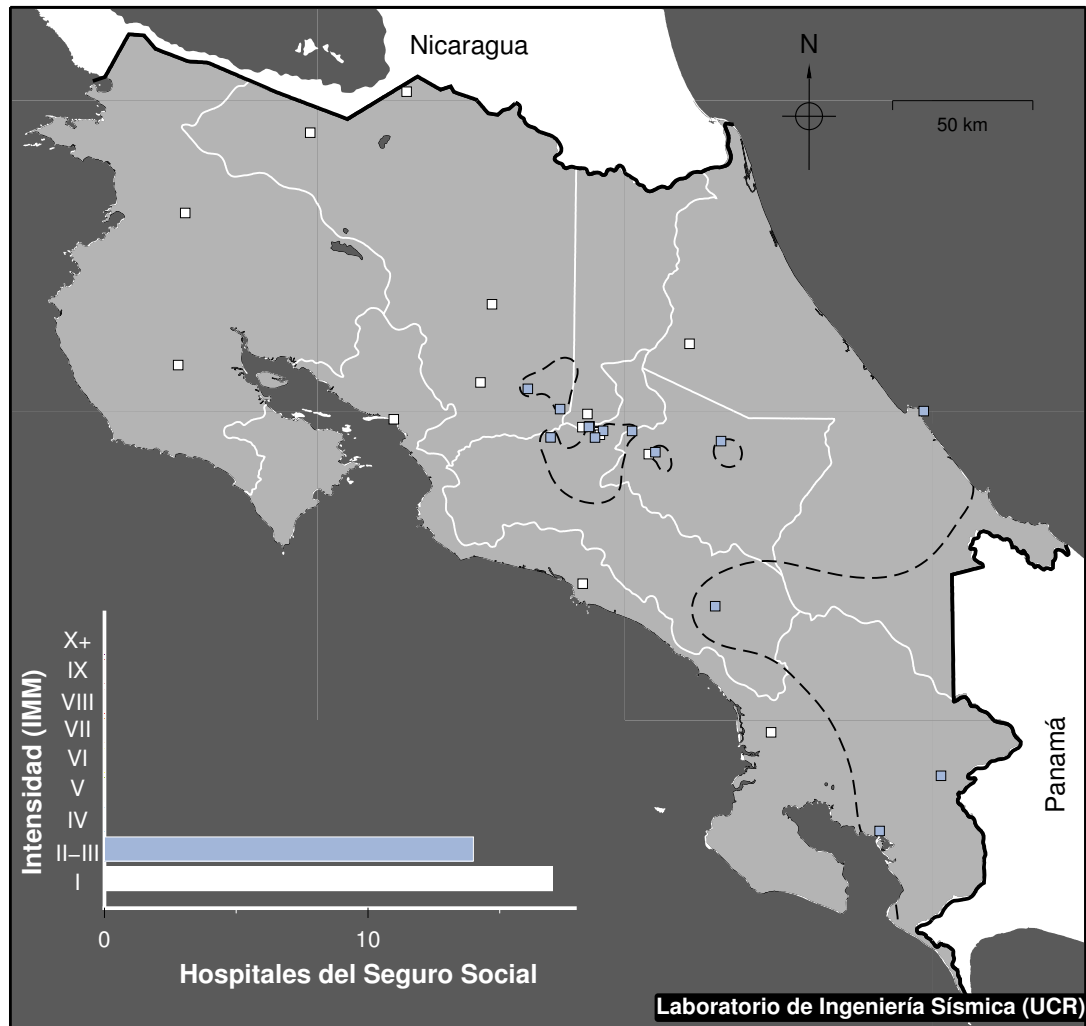 Nicaragua
N
50 km
Panamá
Intensidad (IMM)
X+
IX
VIII
VII
VI
V
IV
II–III
I
0 10
Hospitales del Seguro Social
Laboratorio de Ingeniería Sísmica (UCR)